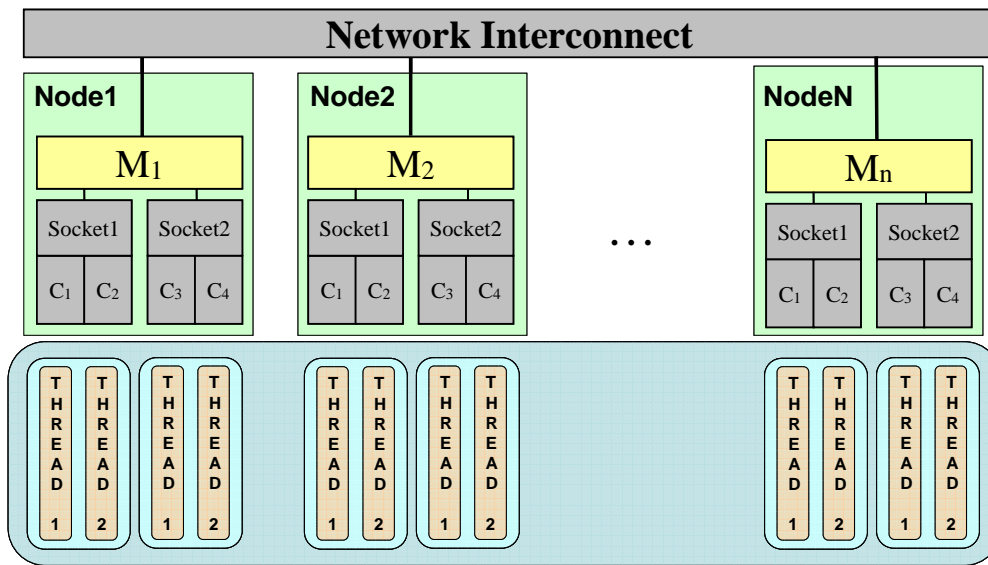 Network Interconnect
Node1 Node2 NodeN
M1 M2 Mn
Socket1 Socket2 Socket1 Socket2 Socket1 Socket2
...
C1 C2 C3 C4 C1 C2 C3 C4 C1 C2 C3 C4
THREAD 1
THREAD 2
THREAD 1
THREAD 2
THREAD 1
THREAD 2
THREAD 1
THREAD 2
THREAD 1
THREAD 2
THREAD 1
THREAD 2